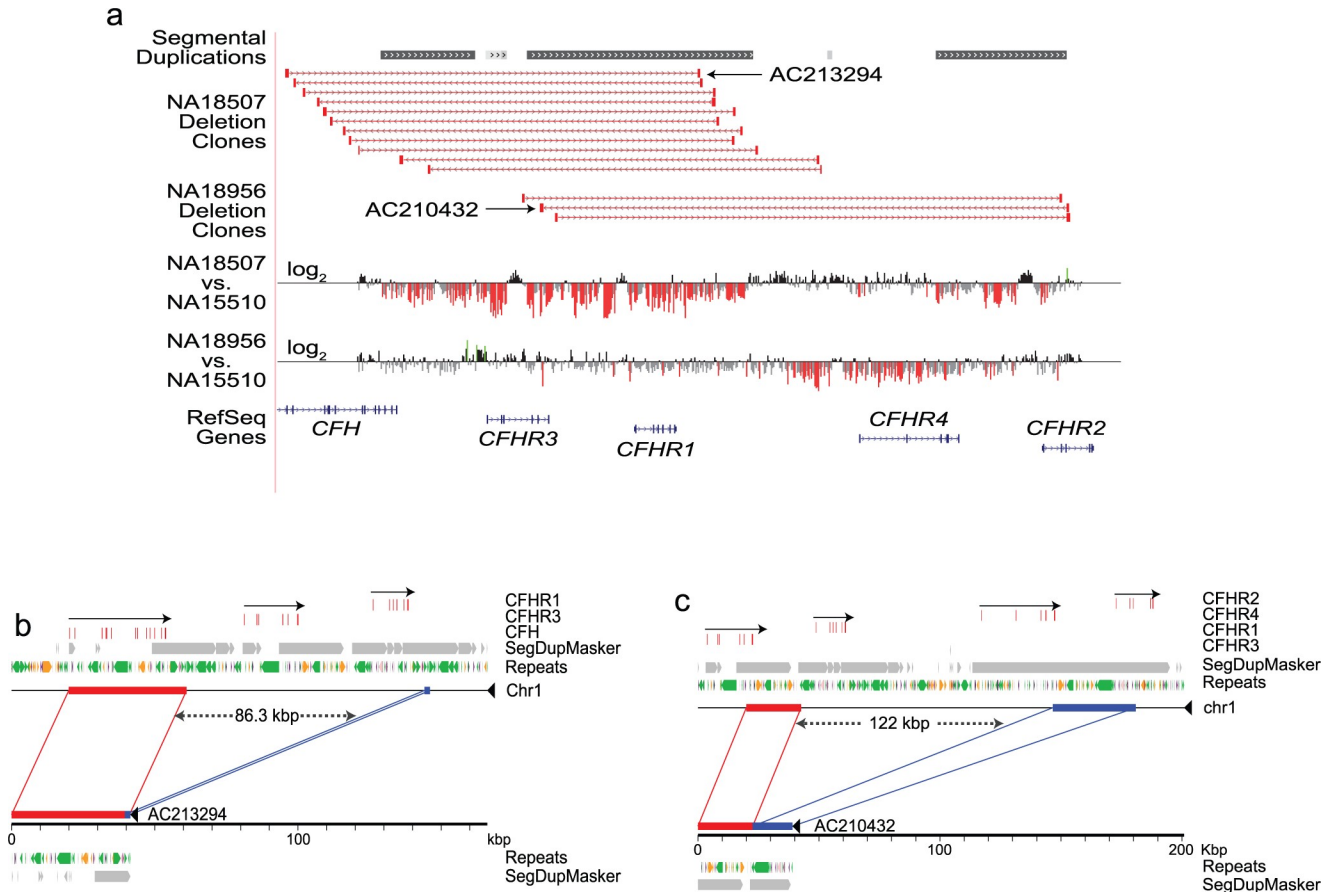 a
Segmental
Duplications
AC213294
NA18507
Deletion
Clones
NA18956
Deletion
Clones
AC210432
NA18507
vs.
NA15510
log2
NA18956
vs.
NA15510
log2
RefSeq
Genes
CFH
CFHR3
CFHR1
CFHR4
CFHR2
b
CFHR1
CFHR3
CFH
SegDupMasker
Repeats
Chr1
86.3 kbp
AC213294
0
100
kbp
Repeats
SegDupMasker
c
CFHR2
CFHR4
CFHR1
CFHR3
SegDupMasker
Repeats
chr1
122 kbp
AC210432
0
100
200
Kbp
Repeats
SegDupMasker